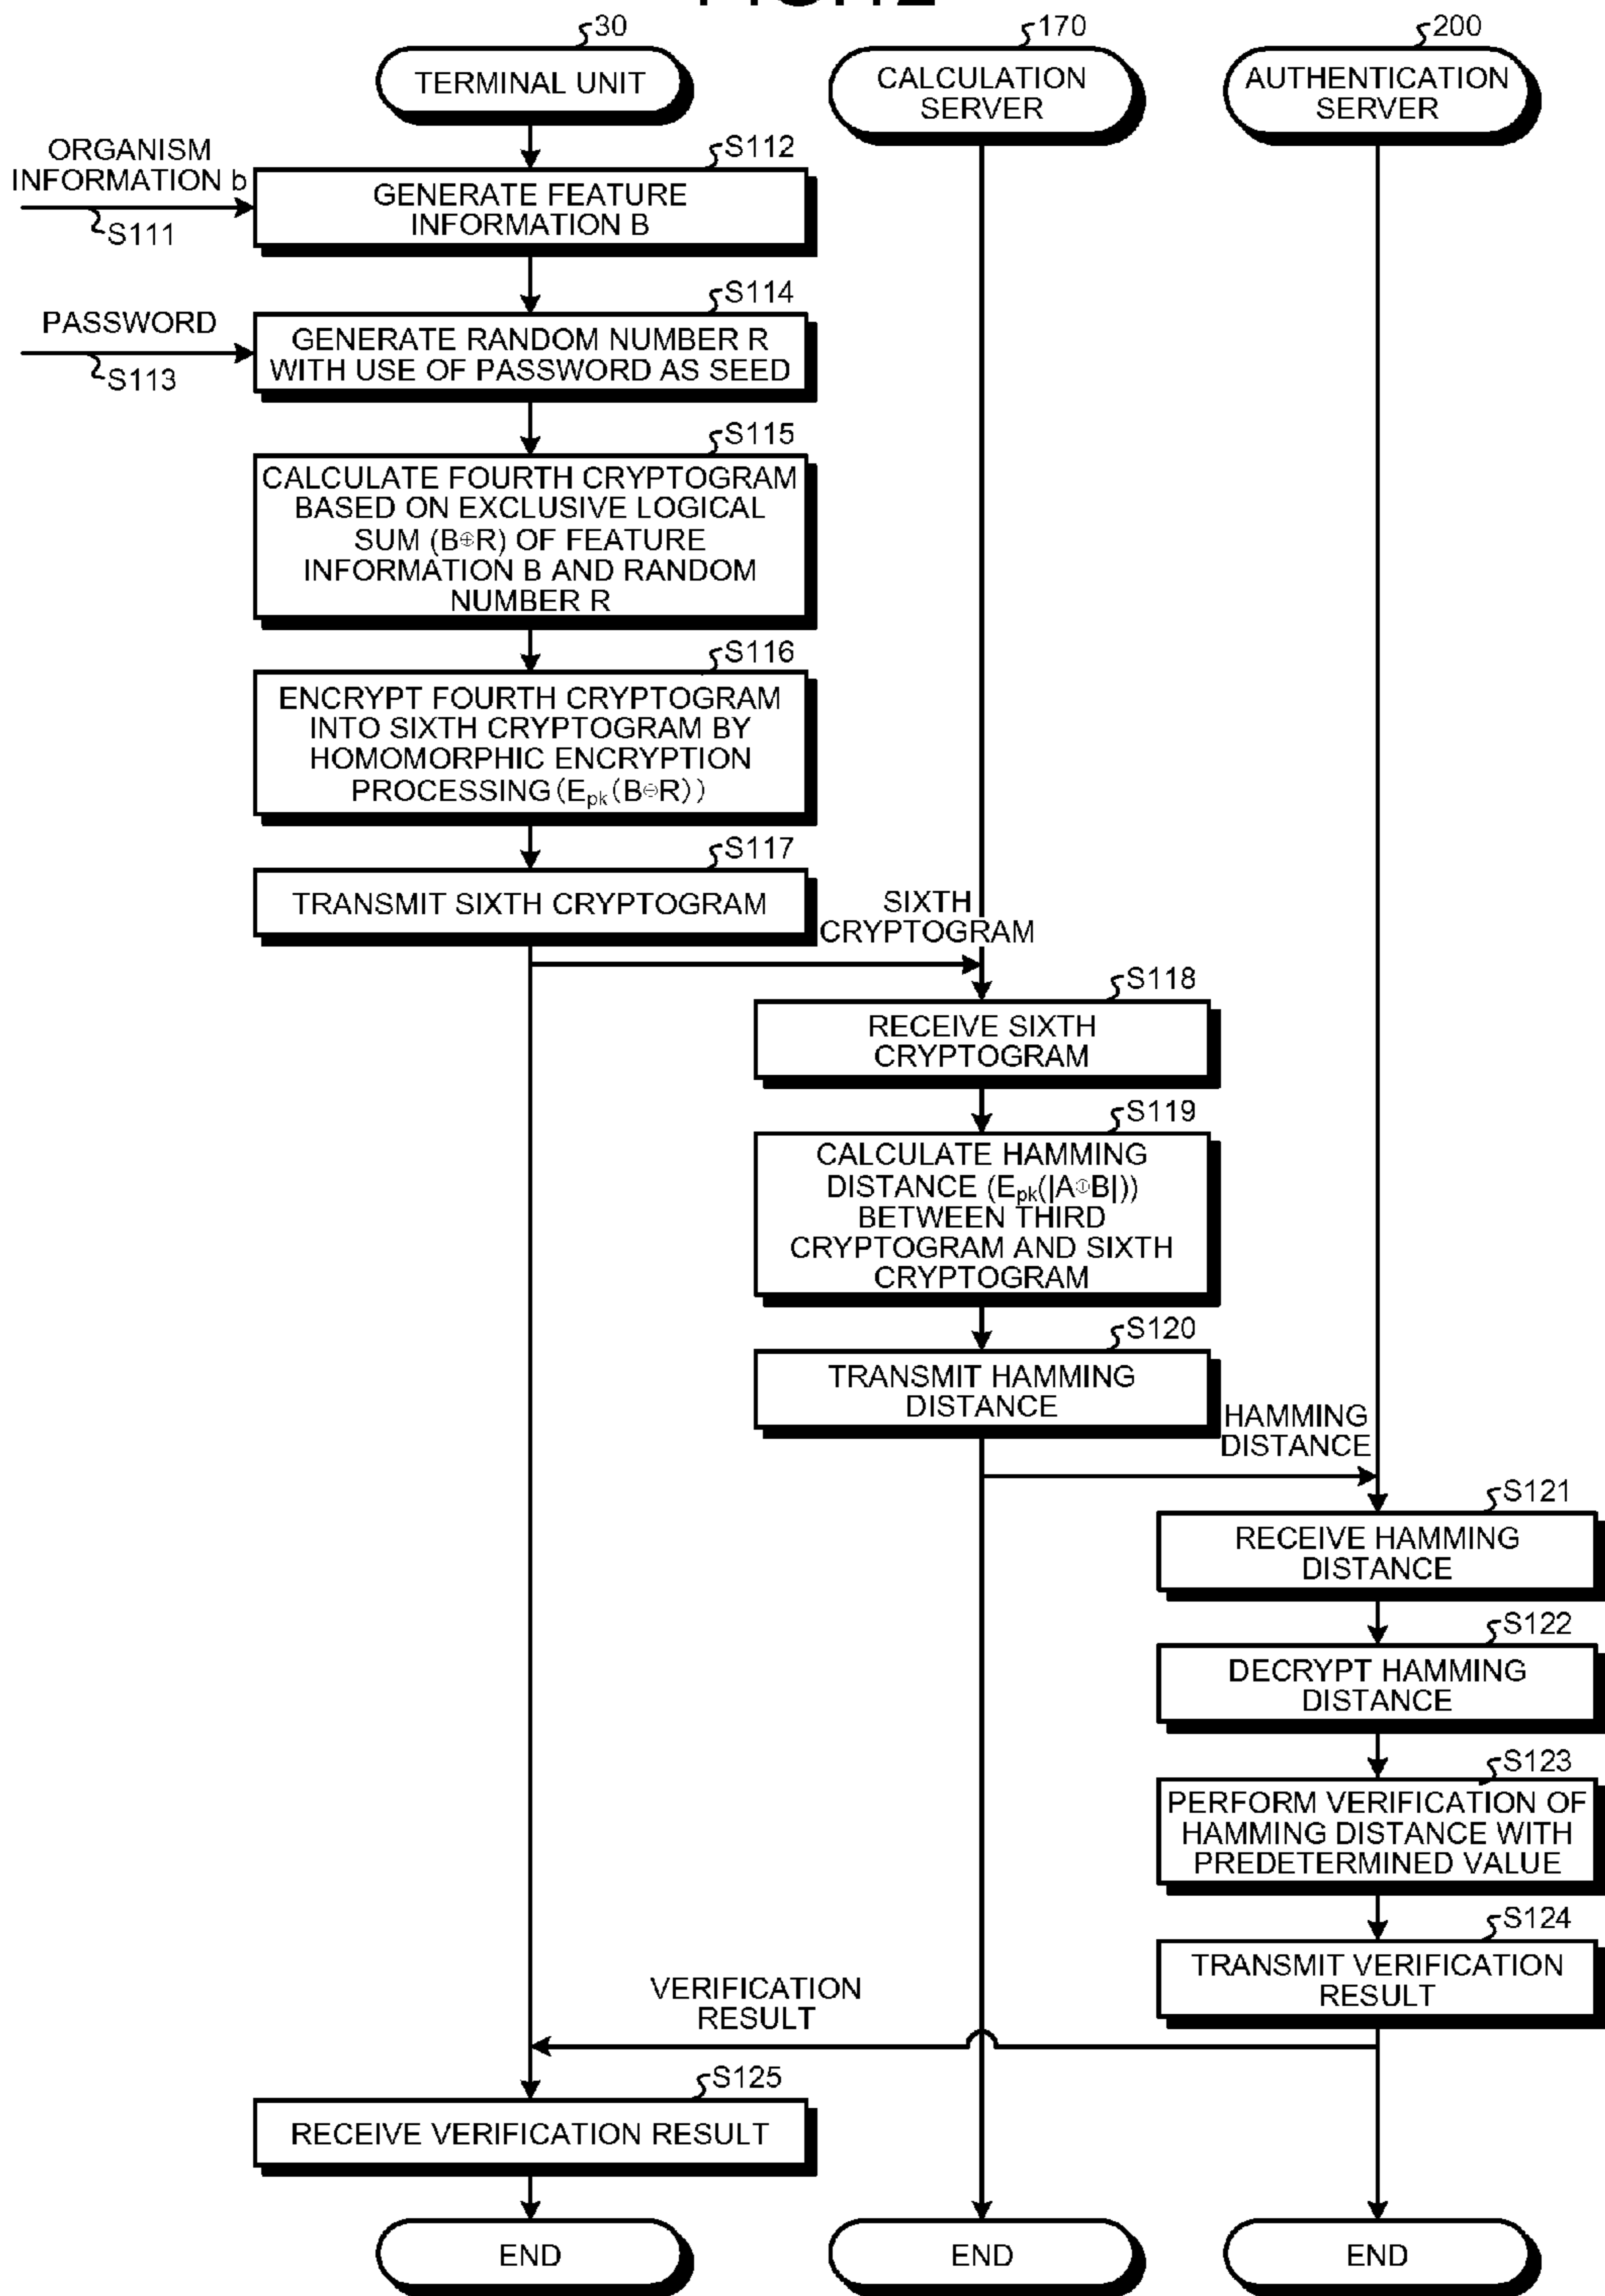 30
170
200
TERMINAL UNIT
CALCULATION
SERVER
AUTHENTICATION
SERVER
ORGANISM
INFORMATION b
S111
S112
GENERATE FEATURE
INFORMATION B
PASSWORD
S113
S114
GENERATE RANDOM NUMBER R
WITH USE OF PASSWORD AS SEED
S115
CALCULATE FOURTH CRYPTOGRAM
BASED ON EXCLUSIVE LOGICAL
SUM (B⊕R) OF FEATURE
INFORMATION B AND RANDOM
NUMBER R
S116
ENCRYPT FOURTH CRYPTOGRAM
INTO SIXTH CRYPTOGRAM BY
HOMOMORPHIC ENCRYPTION
PROCESSING (Epk (B⊖R))
S117
TRANSMIT SIXTH CRYPTOGRAM
SIXTH
CRYPTOGRAM
S118
RECEIVE SIXTH
CRYPTOGRAM
S119
CALCULATE HAMMING
DISTANCE (Epk(|A⦶B|))
BETWEEN THIRD
CRYPTOGRAM AND SIXTH
CRYPTOGRAM
S120
TRANSMIT HAMMING
DISTANCE
HAMMING
DISTANCE
S121
RECEIVE HAMMING
DISTANCE
S122
DECRYPT HAMMING
DISTANCE
S123
PERFORM VERIFICATION OF
HAMMING DISTANCE WITH
PREDETERMINED VALUE
S124
TRANSMIT VERIFICATION
RESULT
VERIFICATION
RESULT
S125
RECEIVE VERIFICATION RESULT
END
END
END